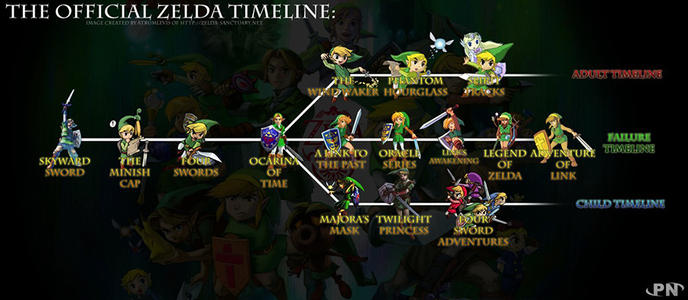 THE OFFICIAL ZELDA TIMELINE:
IMAGE CREATED BY ATROMLIVIS OF HTTP://ZELDA-SANCTUARY.NET
THE
WIND WAKER
PHANTOM
HOURGLASS
TRACKS
ADULT TIMELINE
SKYWARD
SWORD
THE
MINISH
CAP
FOUR
SWORDS
OCARINA
OF
TIME
A LINK TO
THE PAST
ORACLE
SERIES
LINK'S
AWAKENING
LEGEND
OF
ZELDA
ADVENTURE
OF
LINK
FAILURE
TIMELINE
MAJORA'S
MASK
TWILIGHT
PRINCESS
FOUR
SWORD
ADVENTURES
CHILD TIMELINE
PN